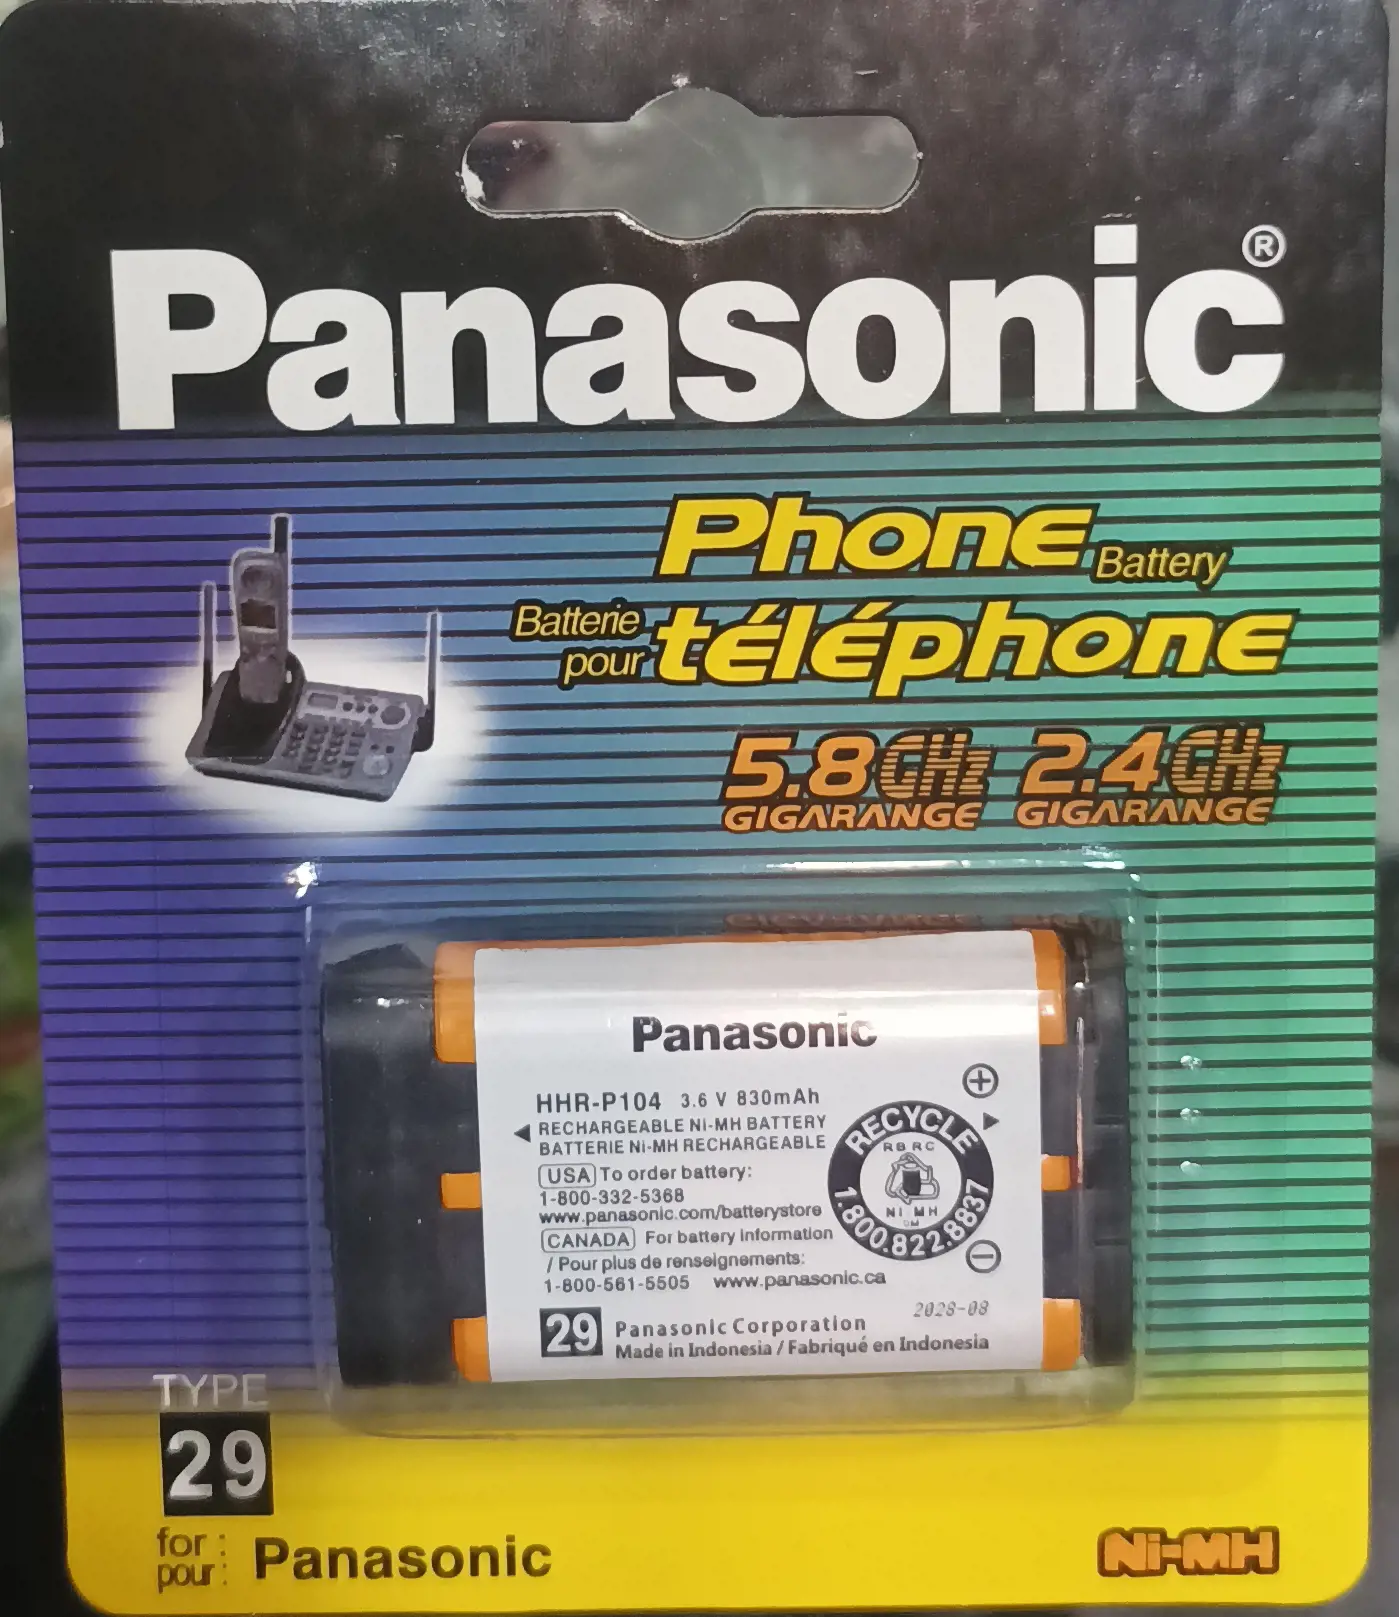 Panasonic®
Phone Battery
Batterie pour téléphone
5.8GHz 2.4GHz
GIGARANGE GIGARANGE
Panasonic
HHR-P104 3.6 V 830mAh
RECHARGEABLE Ni-MH BATTERY
BATTERIE Ni-MH RECHARGEABLE
USA To order battery:
1-800-332-5368
www.panasonic.com/batterystore
CANADA For battery information
/ Pour plus de renseignements:
1-800-561-5505 www.panasonic.ca
RECYCLE
RBRC
NI MH
1.800.822.8837
2028-08
29 Panasonic Corporation
Made in Indonesia / Fabriqué en Indonesia
TYPE
29
for :
pour : Panasonic
Ni-MH